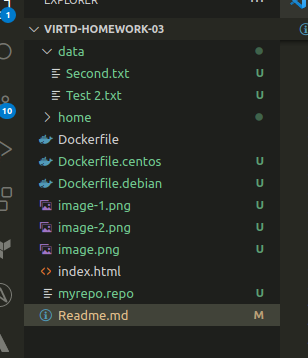 EXPLORER
1
VIRTD-HOMEWORK-03
data
Second.txt U
Test 2.txt U
home
10
Dockerfile
Dockerfile.centos U
Dockerfile.debian U
image-1.png U
image-2.png U
image.png U
index.html
myrepo.repo U
Readme.md M